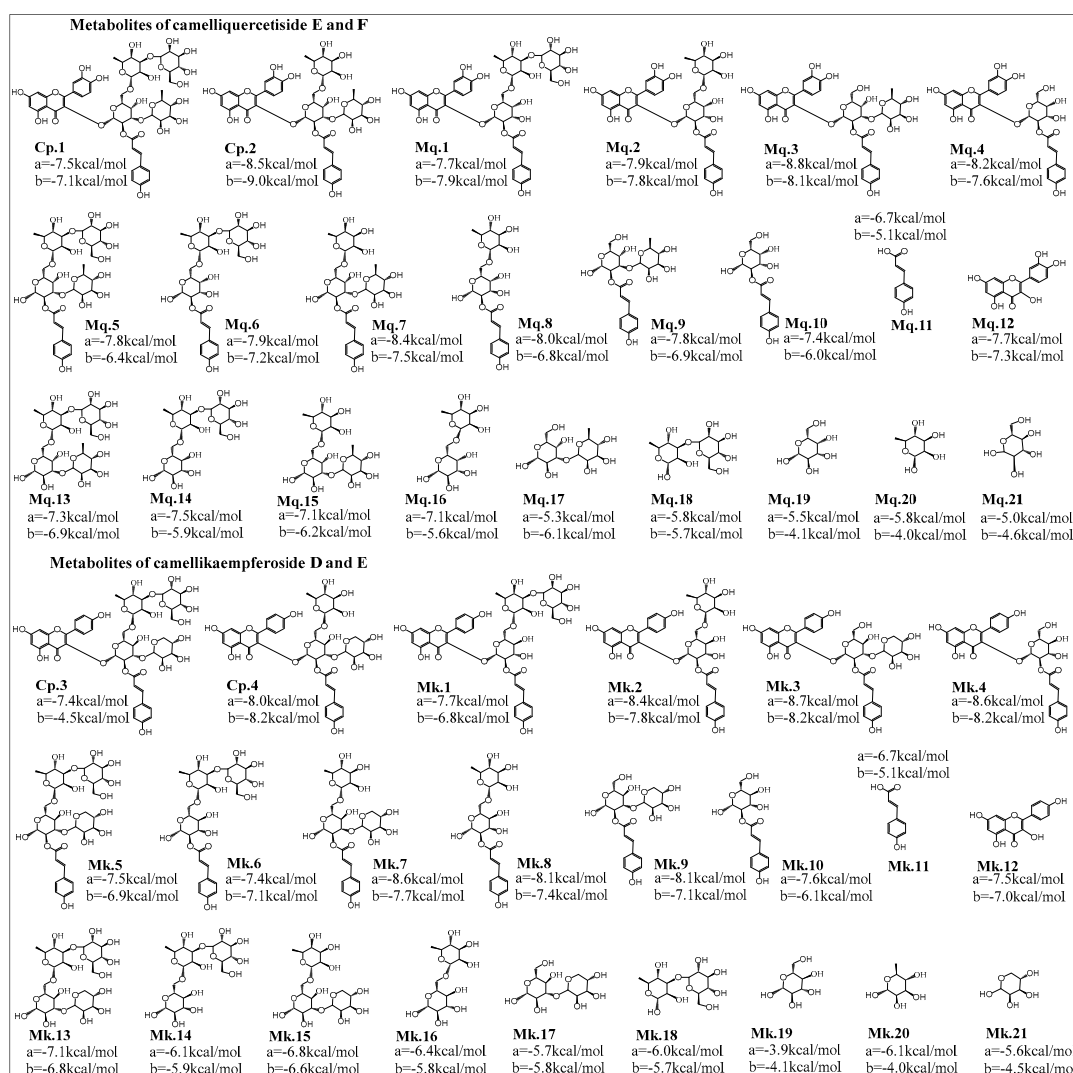 Metabolites of camelliquercetiside E and F
Cp.1
a=-7.5kcal/mol
b=-7.1kcal/mol
Cp.2
a=-8.5kcal/mol
b=-9.0kcal/mol
Mq.1
a=-7.7kcal/mol
b=-7.9kcal/mol
Mq.2
a=-7.9kcal/mol
b=-7.8kcal/mol
Mq.3
a=-8.8kcal/mol
b=-8.1kcal/mol
Mq.4
a=-8.2kcal/mol
b=-7.6kcal/mol
Mq.5
a=-7.8kcal/mol
b=-6.4kcal/mol
Mq.6
a=-7.9kcal/mol
b=-7.2kcal/mol
Mq.7
a=-8.4kcal/mol
b=-7.5kcal/mol
Mq.8
a=-8.0kcal/mol
b=-6.8kcal/mol
Mq.9
a=-7.8kcal/mol
b=-6.9kcal/mol
Mq.10
a=-7.4kcal/mol
b=-6.0kcal/mol
a=-6.7kcal/mol
b=-5.1kcal/mol
Mq.11
Mq.12
a=-7.7kcal/mol
b=-7.3kcal/mol
Mq.13
a=-7.3kcal/mol
b=-6.9kcal/mol
Mq.14
a=-7.5kcal/mol
b=-5.9kcal/mol
Mq.15
a=-7.1kcal/mol
b=-6.2kcal/mol
Mq.16
a=-7.1kcal/mol
b=-5.6kcal/mol
Mq.17
a=-5.3kcal/mol
b=-6.1kcal/mol
Mq.18
a=-5.8kcal/mol
b=-5.7kcal/mol
Mq.19
a=-5.5kcal/mol
b=-4.1kcal/mol
Mq.20
a=-5.8kcal/mol
b=-4.0kcal/mol
Mq.21
a=-5.0kcal/mol
b=-4.6kcal/mol
Metabolites of camellikaempferoside D and E
Cp.3
a=-7.4kcal/mol
b=-4.5kcal/mol
Cp.4
a=-8.0kcal/mol
b=-8.2kcal/mol
Mk.1
a=-7.7kcal/mol
b=-6.8kcal/mol
Mk.2
a=-8.4kcal/mol
b=-7.8kcal/mol
Mk.3
a=-8.7kcal/mol
b=-8.2kcal/mol
Mk.4
a=-8.6kcal/mol
b=-8.2kcal/mol
Mk.5
a=-7.5kcal/mol
b=-6.9kcal/mol
Mk.6
a=-7.4kcal/mol
b=-7.1kcal/mol
Mk.7
a=-8.6kcal/mol
b=-7.7kcal/mol
Mk.8
a=-8.1kcal/mol
b=-7.4kcal/mol
Mk.9
a=-8.1kcal/mol
b=-7.1kcal/mol
Mk.10
a=-7.6kcal/mol
b=-6.1kcal/mol
a=-6.7kcal/mol
b=-5.1kcal/mol
Mk.11
Mk.12
a=-7.5kcal/mol
b=-7.0kcal/mol
Mk.13
a=-7.1kcal/mol
b=-6.8kcal/mol
Mk.14
a=-6.1kcal/mol
b=-5.9kcal/mol
Mk.15
a=-6.8kcal/mol
b=-6.6kcal/mol
Mk.16
a=-6.4kcal/mol
b=-5.8kcal/mol
Mk.17
a=-5.7kcal/mol
b=-5.8kcal/mol
Mk.18
a=-6.0kcal/mol
b=-5.7kcal/mol
Mk.19
a=-3.9kcal/mol
b=-4.1kcal/mol
Mk.20
a=-6.1kcal/mol
b=-4.0kcal/mol
Mk.21
a=-5.6kcal/mol
b=-4.5kcal/mol